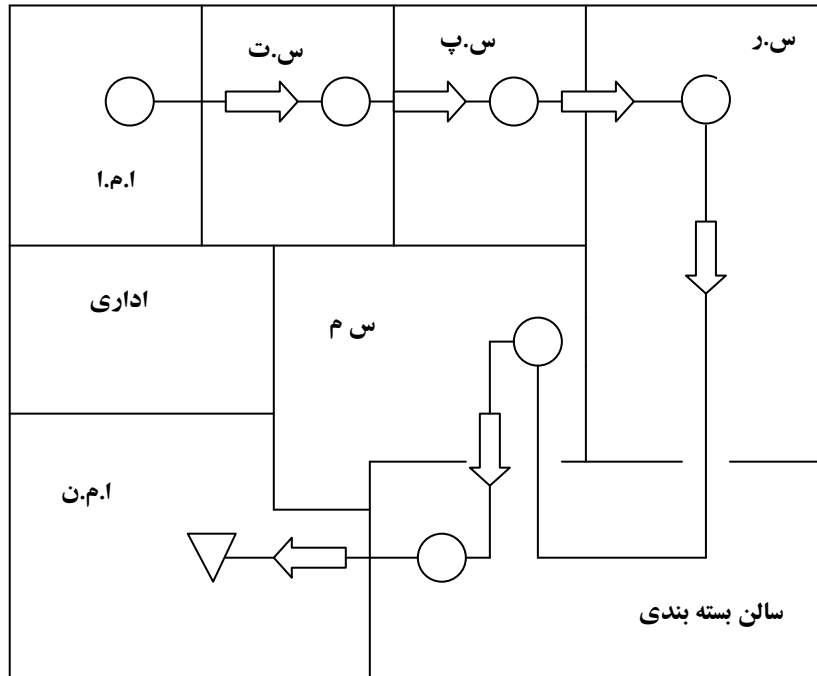 س.ر
س.پ
س.ت
ا.م.ا
اداری
س م
ا.م.ن
سالن بسته بندی